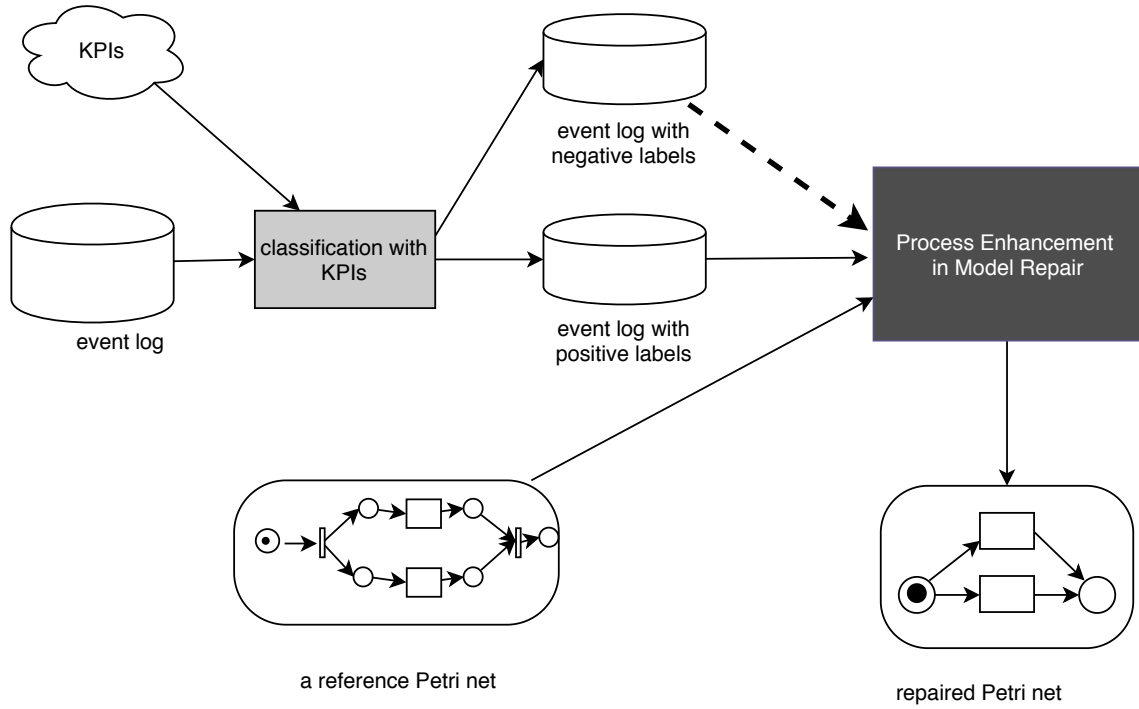 KPIs
event log with
negative labels
classification with
KPIs
Process Enhancement
in Model Repair
event log
event log with
positive labels
a reference Petri net
repaired Petri net